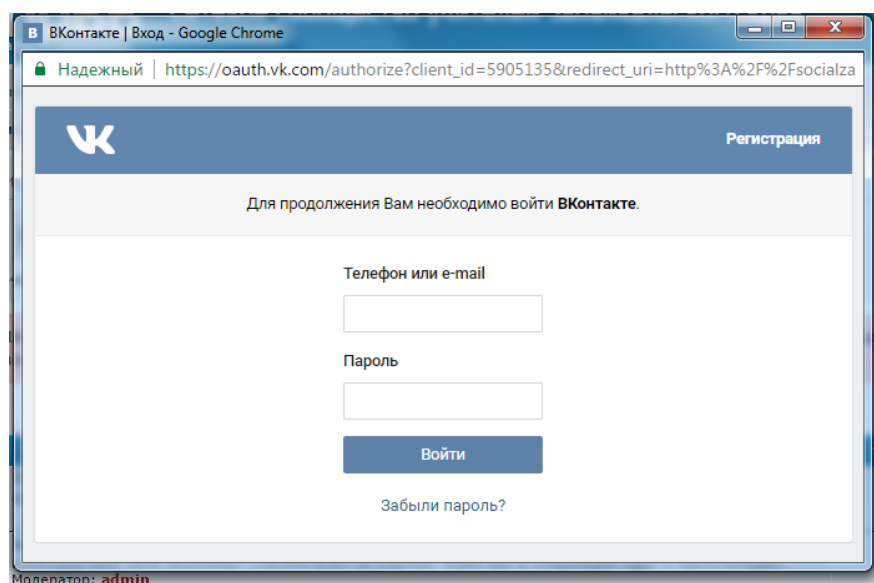 ВКонтакте | Вход - Google Chrome
Надежный | https://oauth.vk.com/authorize?client_id=5905135&redirect_uri=http%3A%2F%2Fsocialza
Регистрация
Для продолжения Вам необходимо войти ВКонтакте.
Телефон или e-mail
Пароль
Войти
Забыли пароль?
Модератор: admin